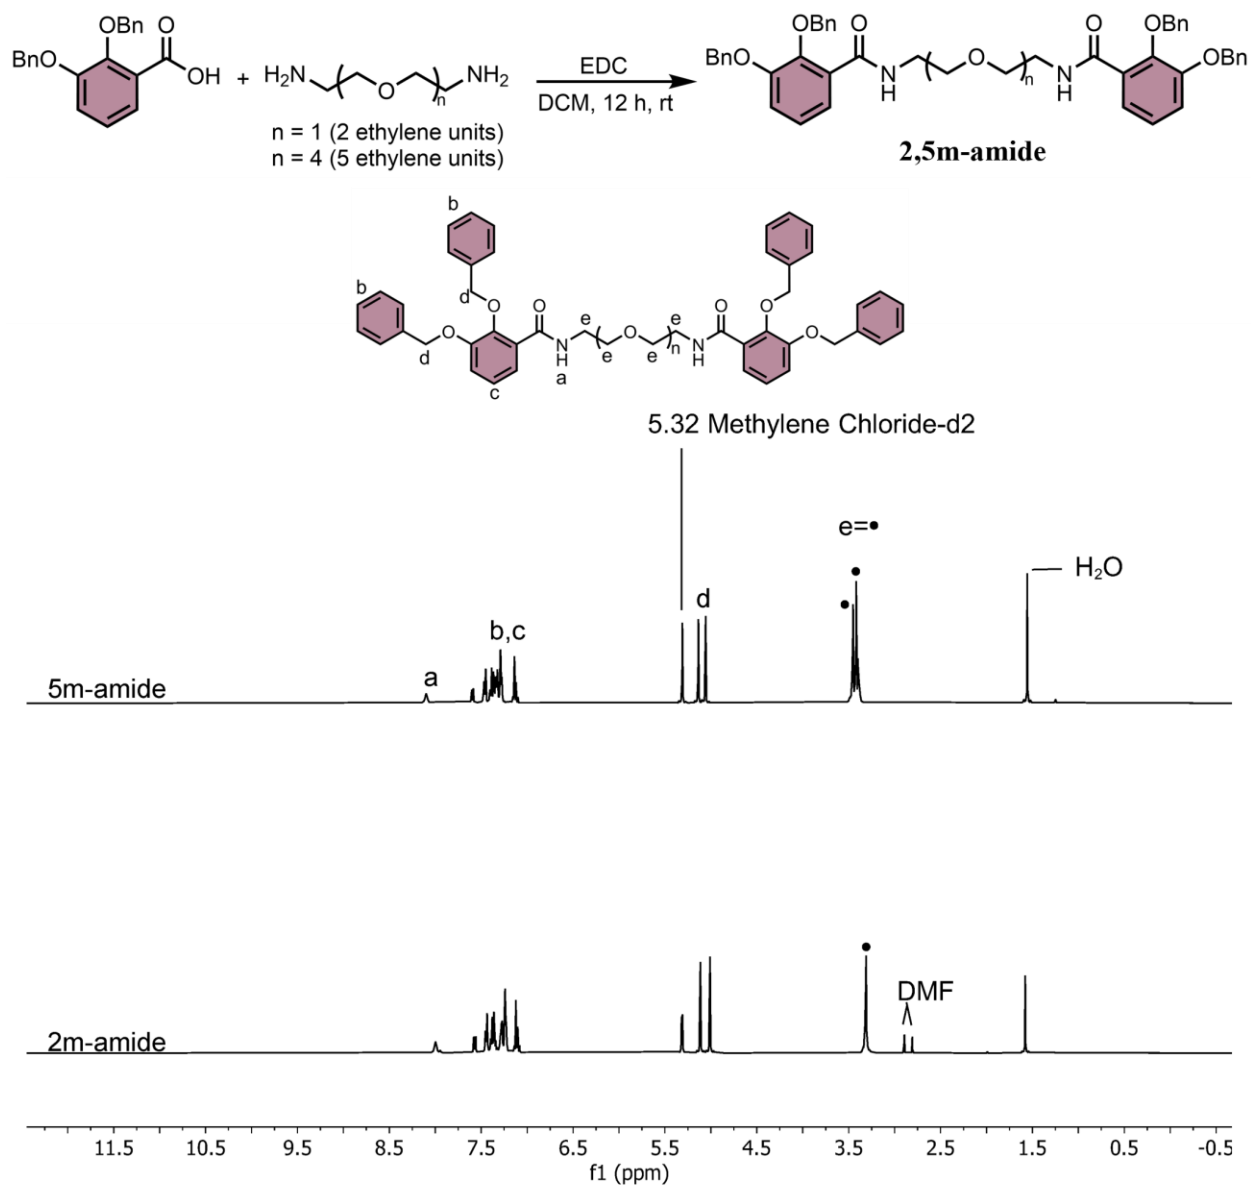 OBn
O
BnO
OH
+
H₂N
O
n
NH₂
n = 1 (2 ethylene units)
n = 4 (5 ethylene units)
EDC
DCM, 12 h, rt
OBn
O
BnO
N
H
O
n
N
H
O
OBn
OBn
2,5m-amide
b
b
d
O
O
d
O
e
N
H
a
e
O
e
e
n
N
H
O
O
O
c
5.32 Methylene Chloride-d2
e=•
H₂O
d
b,c
a
5m-amide
DMF
2m-amide
11.5 10.5 9.5 8.5 7.5 6.5 5.5 4.5 3.5 2.5 1.5 0.5 -0.5
f1 (ppm)